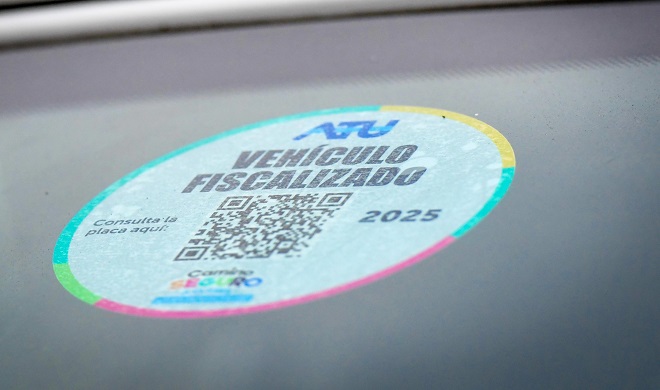 ATU
VEHÍCULO
FISCALIZADO
Consulta la
placa aquí:
2025
Camino
SEGURO